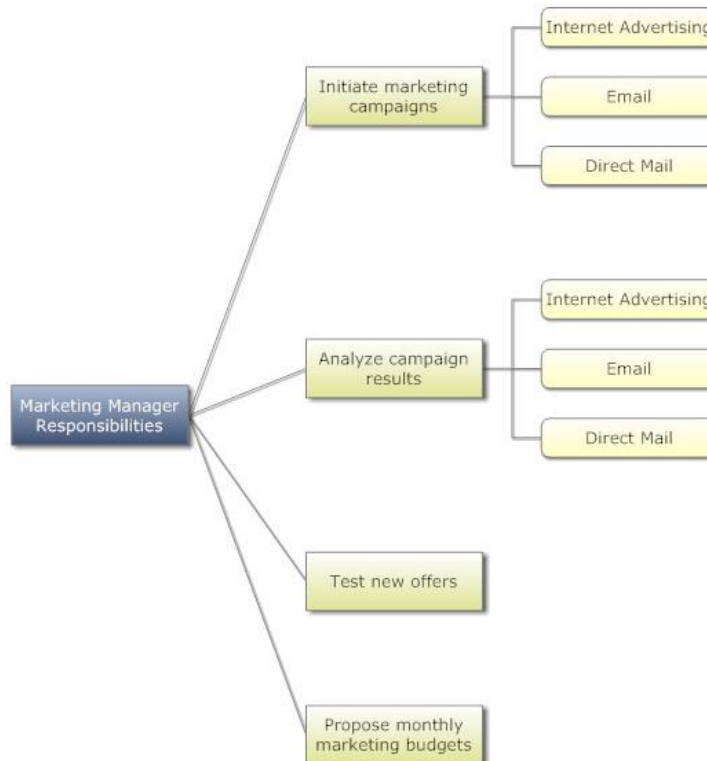 Internet Advertising
Initiate marketing
campaigns
Email
Direct Mail
Internet Advertising
Analyze campaign
results
Email
Direct Mail
Marketing Manager
Responsibilities
Test new offers
Propose monthly
marketing budgets